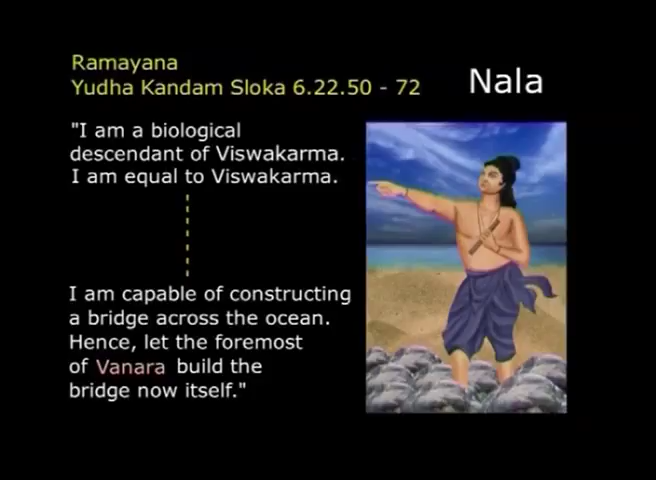 Ramayana
Yudha Kandam Sloka 6.22.50 - 72
Nala
"I am a biological
descendant of Viswakarma.
I am equal to Viswakarma.
I am capable of constructing
a bridge across the ocean.
Hence, let the foremost
of Vanara build the
bridge now itself."